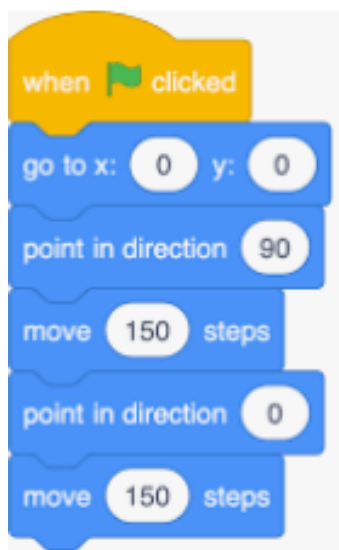 when clicked
go to x: 0 y: 0
point in direction 90
move 150 steps
point in direction 0
move 150 steps